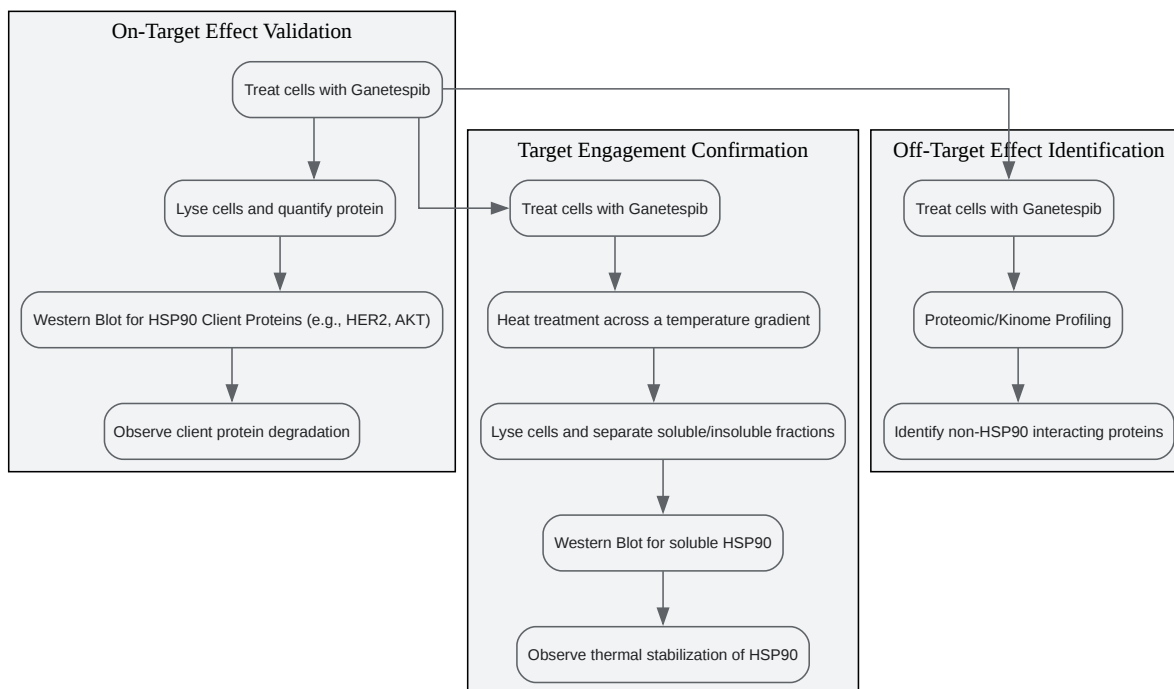 On-Target Effect Validation
Treat cells with Ganetespib
Lyse cells and quantify protein
Western Blot for HSP90 Client Proteins (e.g., HER2, AKT)
Observe client protein degradation
Target Engagement Confirmation
Treat cells with Ganetespib
Heat treatment across a temperature gradient
Lyse cells and separate soluble/insoluble fractions
Western Blot for soluble HSP90
Observe thermal stabilization of HSP90
Off-Target Effect Identification
Treat cells with Ganetespib
Proteomic/Kinome Profiling
Identify non-HSP90 interacting proteins